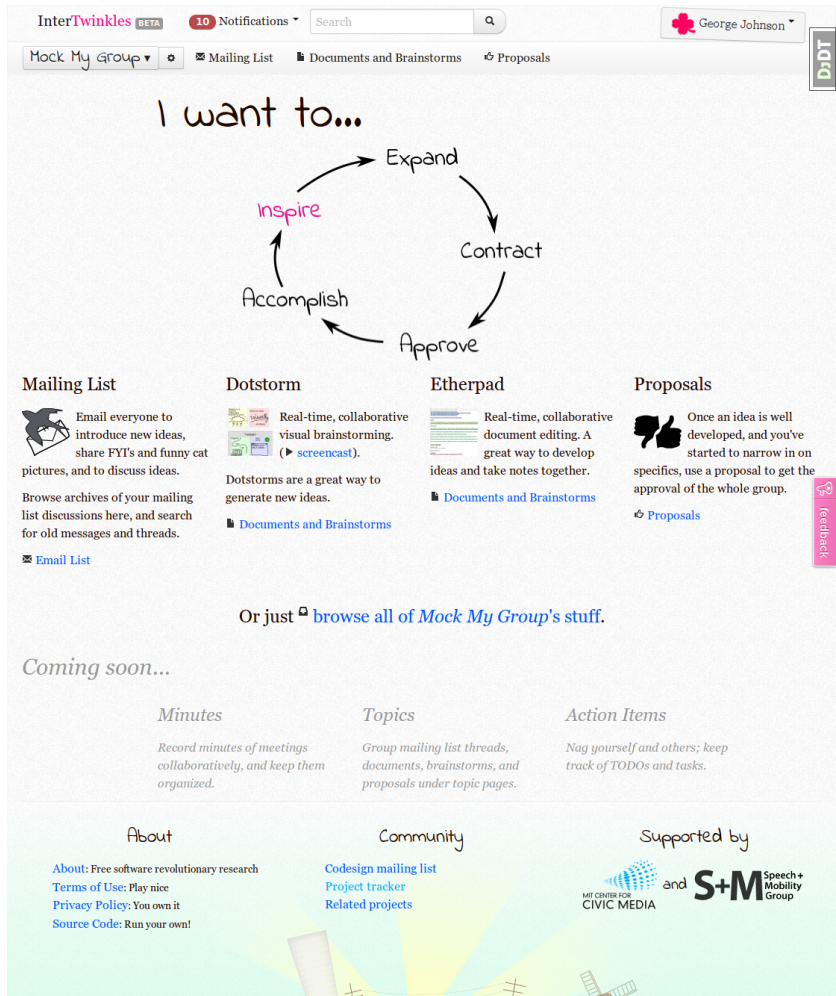 InterTwinkles BETA
10 Notifications
Search
George Johnson
DjDT
Mock My Group
Mailing List
Documents and Brainstorms
Proposals
I want to...
Expand
Inspire
Contract
Accomplish
Approve
Mailing List
Email everyone to
introduce new ideas,
share FYI's and funny cat
pictures, and to discuss ideas.
Browse archives of your mailing
list discussions here, and search
for old messages and threads.
Email List
Dotstorm
Real-time, collaborative
visual brainstorming.
(screencast).
Dotstorms are a great way to
generate new ideas.
Documents and Brainstorms
Etherpad
Real-time, collaborative
document editing. A
great way to develop
ideas and take notes together.
Documents and Brainstorms
Proposals
Once an idea is well
developed, and you've
started to narrow in on
specifics, use a proposal to get the
approval of the whole group.
Proposals
feedback
Or just browse all of Mock My Group's stuff.
Coming soon...
Minutes
Record minutes of meetings
collaboratively, and keep them
organized.
Topics
Group mailing list threads,
documents, brainstorms, and
proposals under topic pages.
Action Items
Nag yourself and others; keep
track of TODOs and tasks.
About
About: Free software revolutionary research
Terms of Use: Play nice
Privacy Policy: You own it
Source Code: Run your own!
Community
Codesign mailing list
Project tracker
Related projects
Supported by
MIT CENTER FOR
CIVIC MEDIA
and
S+M
Speech +
Mobility
Group